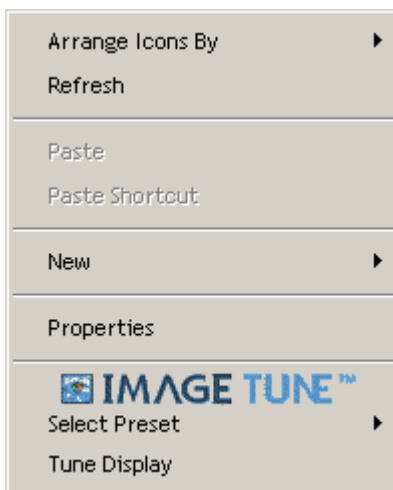 Arrange Icons By
Refresh
Paste
Paste Shortcut
New
Properties
IMAGE TUNE™
Select Preset
Tune Display